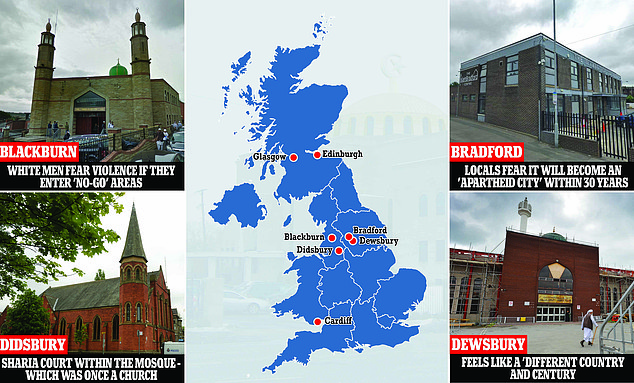 BLACKBURN
WHITE MEN FEAR VIOLENCE IF THEY
ENTER 'NO-GO' AREAS
DIDSBURY
SHARIA COURT WITHIN THE MOSQUE -
WHICH WAS ONCE A CHURCH
Glasgow
Edinburgh
Blackburn
Bradford
Dewsbury
Didsbury
Cardiff
BRADFORD
LOCALS FEAR IT WILL BECOME AN
'APARTHEID CITY' WITHIN 30 YEARS
DEWSBURY
FEELS LIKE A 'DIFFERENT COUNTRY
AND CENTURY